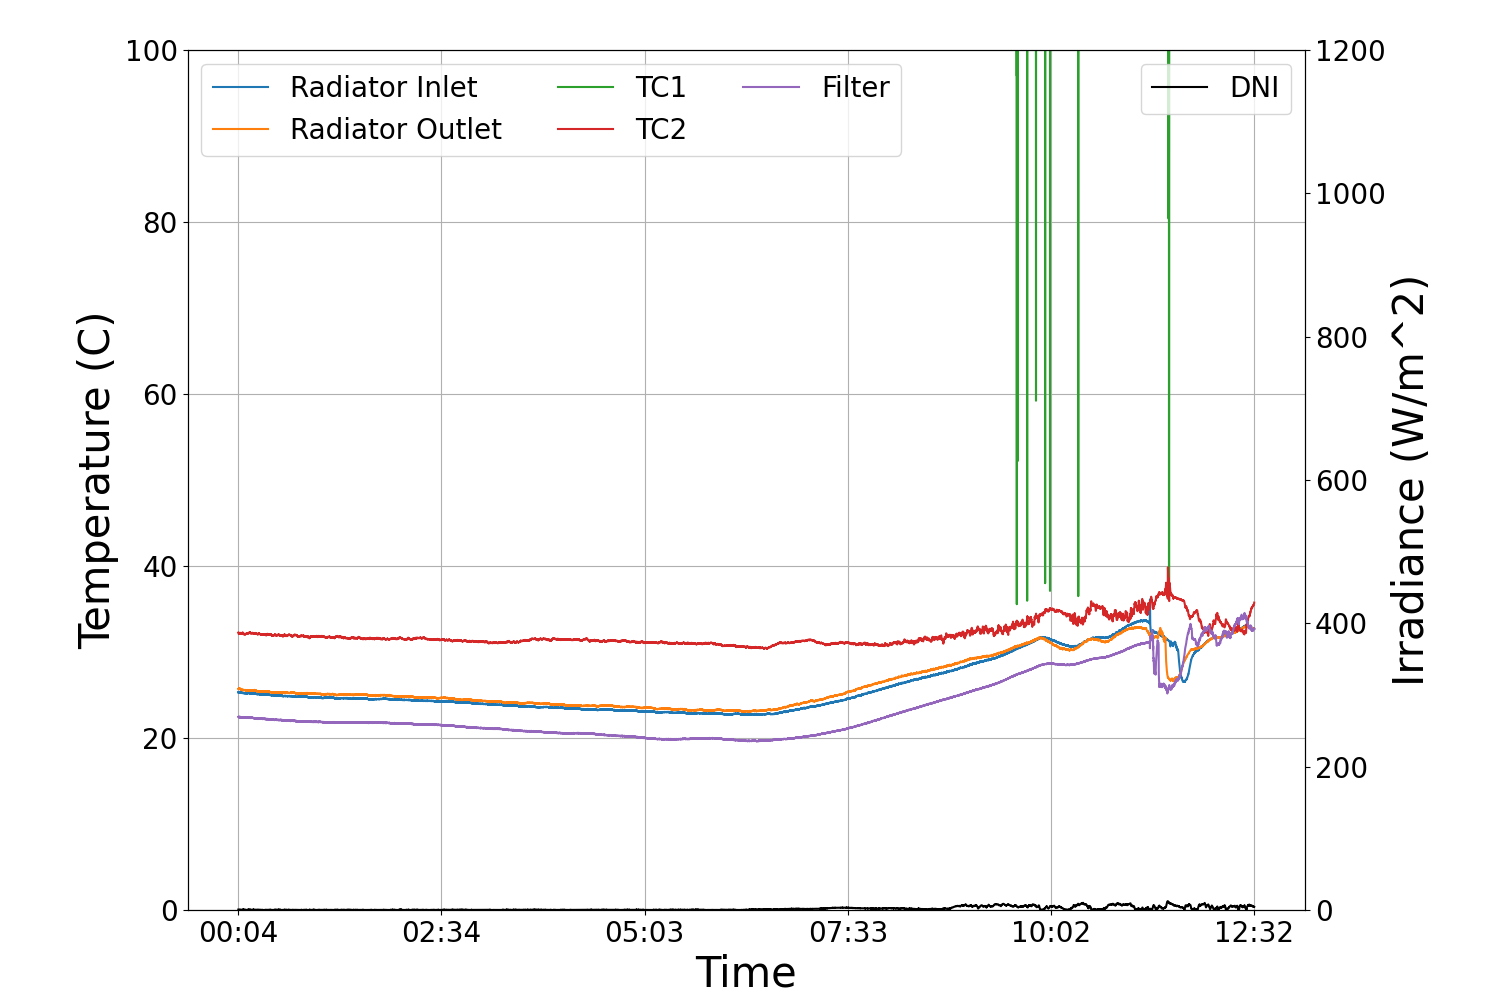 Radiator Inlet TC1 Filter DNI
Radiator Outlet TC2
100
80
60
40
20
0
Temperature (C)
1200
1000
800
600
400
200
0
Irradiance (W/m^2)
00:04 02:34 05:03 07:33 10:02 12:32
Time